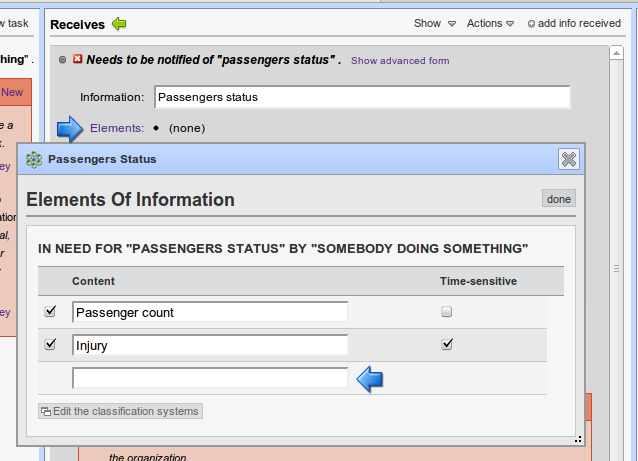 w task
Receives
Show
Actions
add info received
hing" .
Needs to be notified of "passengers status" . Show advanced form
New
Information: Passengers status
e a
k.
Elements: • (none)
Passengers Status
ey
Elements Of Information
done
ation
al,
r
IN NEED FOR "PASSENGERS STATUS" BY "SOMEBODY DOING SOMETHING"
Content
Time-sensitive
Passenger count
ey
Injury
Edit the classification systems
the organization.